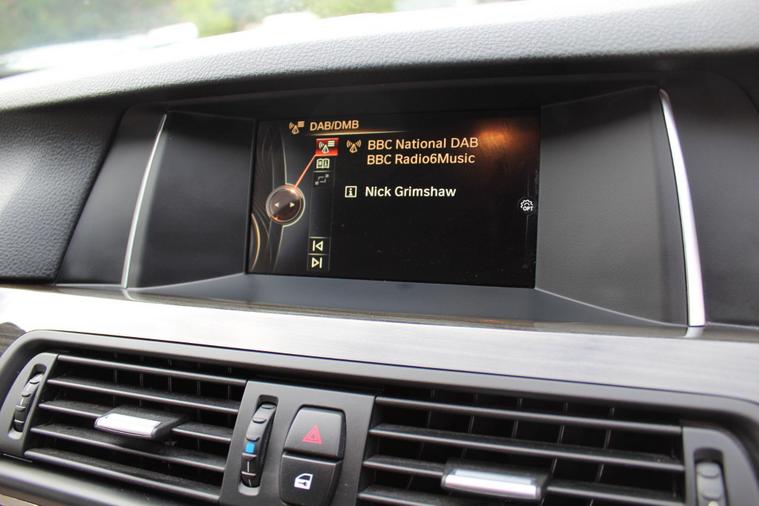 DAB/DMB
BBC National DAB
BBC Radio6Music
Nick Grimshaw
OPT